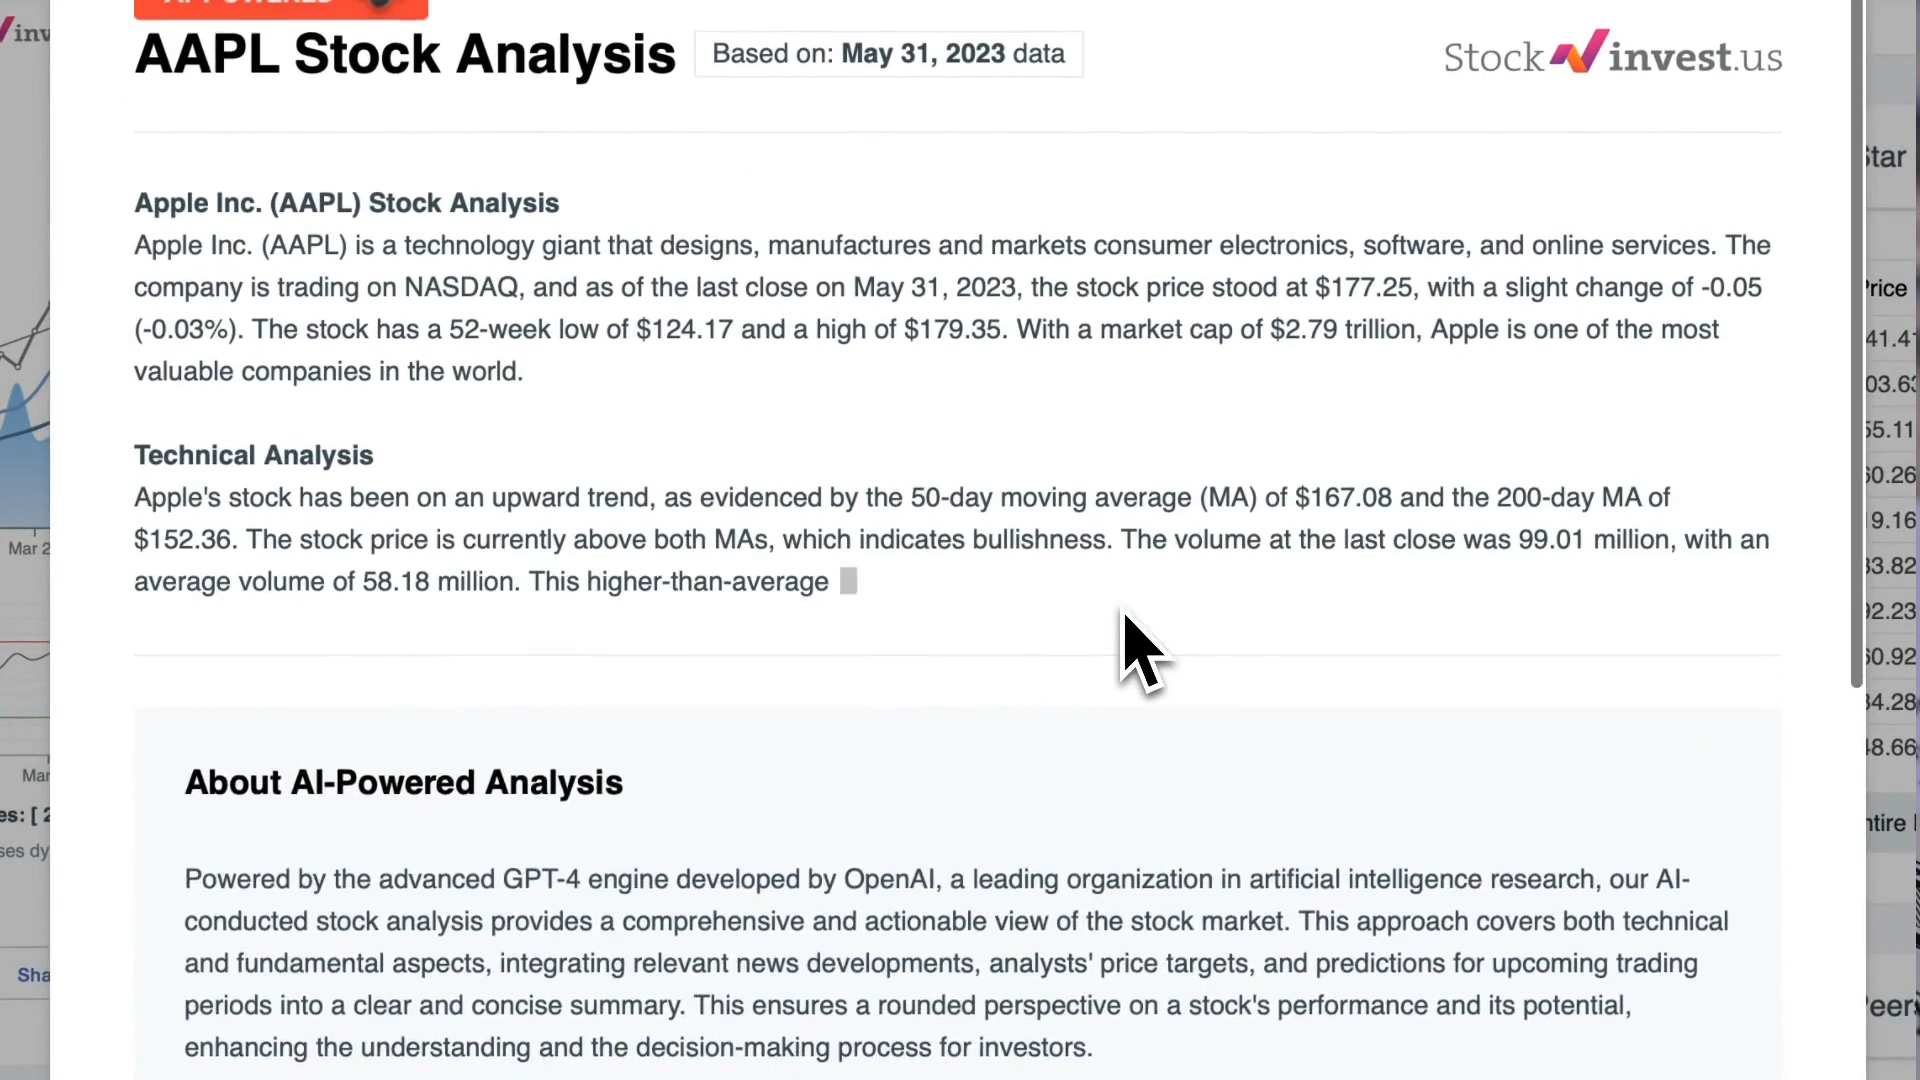 AAPL Stock Analysis
Based on: May 31, 2023 data
Stock invest.us
Apple Inc. (AAPL) Stock Analysis
Apple Inc. (AAPL) is a technology giant that designs, manufactures and markets consumer electronics, software, and online services. The
company is trading on NASDAQ, and as of the last close on May 31, 2023, the stock price stood at $177.25, with a slight change of -0.05
(-0.03%). The stock has a 52-week low of $124.17 and a high of $179.35. With a market cap of $2.79 trillion, Apple is one of the most
valuable companies in the world.
Technical Analysis
Apple's stock has been on an upward trend, as evidenced by the 50-day moving average (MA) of $167.08 and the 200-day MA of
$152.36. The stock price is currently above both MAs, which indicates bullishness. The volume at the last close was 99.01 million, with an
average volume of 58.18 million. This higher-than-average
About AI-Powered Analysis
Powered by the advanced GPT-4 engine developed by OpenAI, a leading organization in artificial intelligence research, our AI-
conducted stock analysis provides a comprehensive and actionable view of the stock market. This approach covers both technical
and fundamental aspects, integrating relevant news developments, analysts' price targets, and predictions for upcoming trading
periods into a clear and concise summary. This ensures a rounded perspective on a stock's performance and its potential,
enhancing the understanding and the decision-making process for investors.